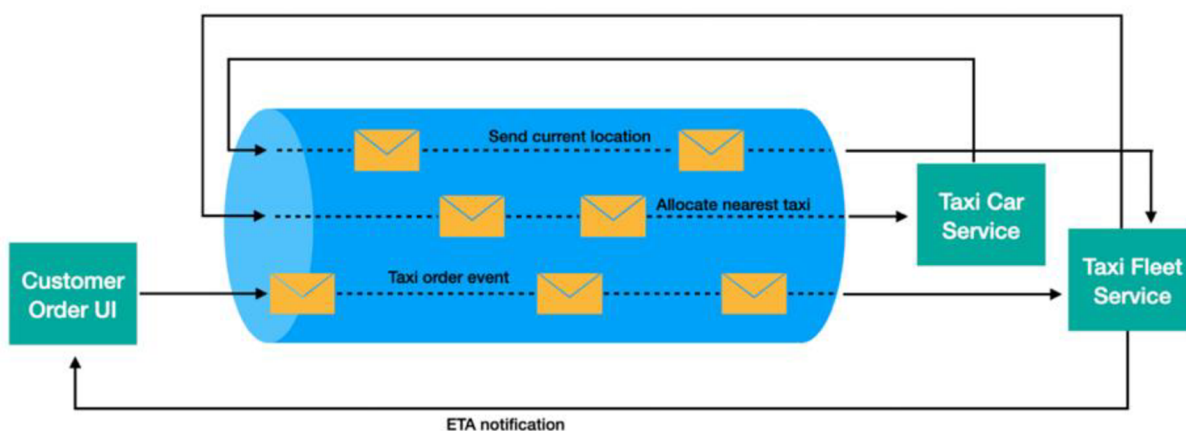 Send current location
Allocate nearest taxi
Taxi order event
Customer
Order UI
Taxi Car
Service
Taxi Fleet
Service
ETA notification